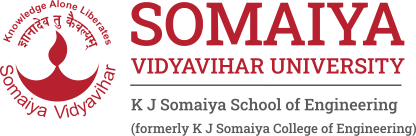 Knowledge Alone Liberates
ज्ञानादेव तु कैवल्यम्
Somaiya Vidyavihar
SOMAIYA
VIDYAVIHAR UNIVERSITY
K J Somaiya School of Engineering
(formerly K J Somaiya College of Engineering)